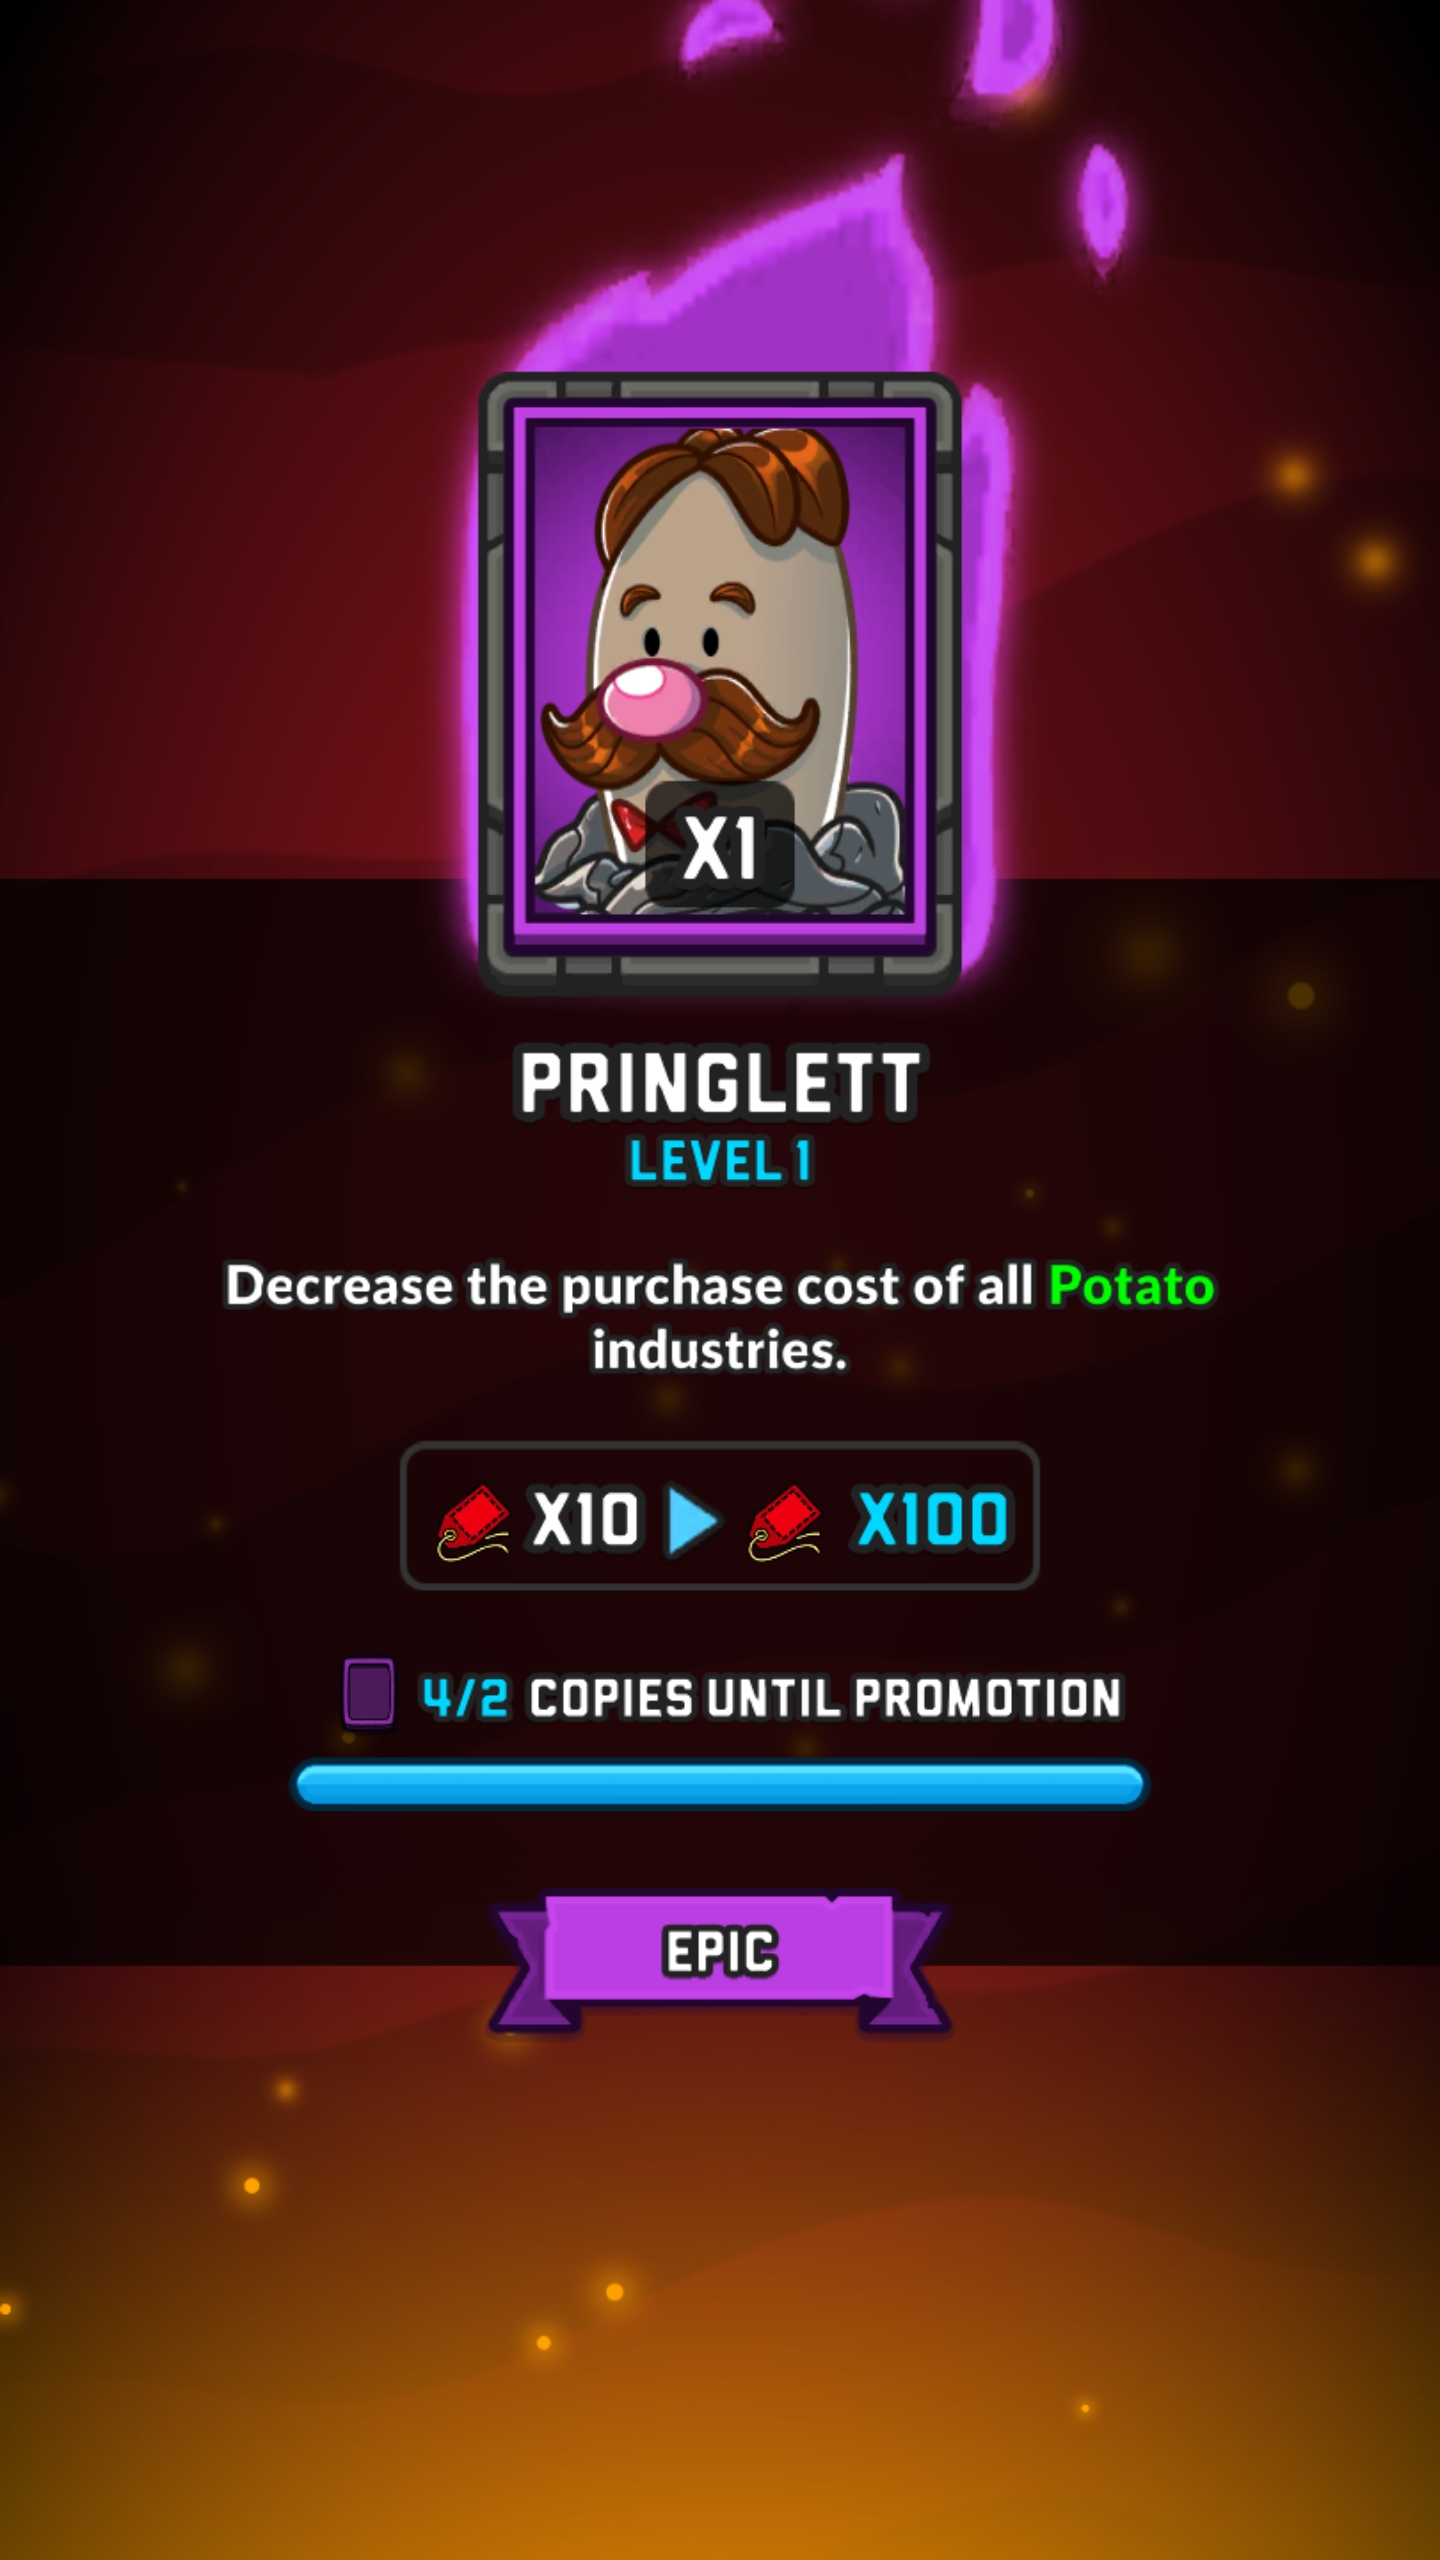 X1
PRINGLETT
LEVEL 1
Decrease the purchase cost of all Potato
industries.
X10 X100
4/2 COPIES UNTIL PROMOTION
EPIC